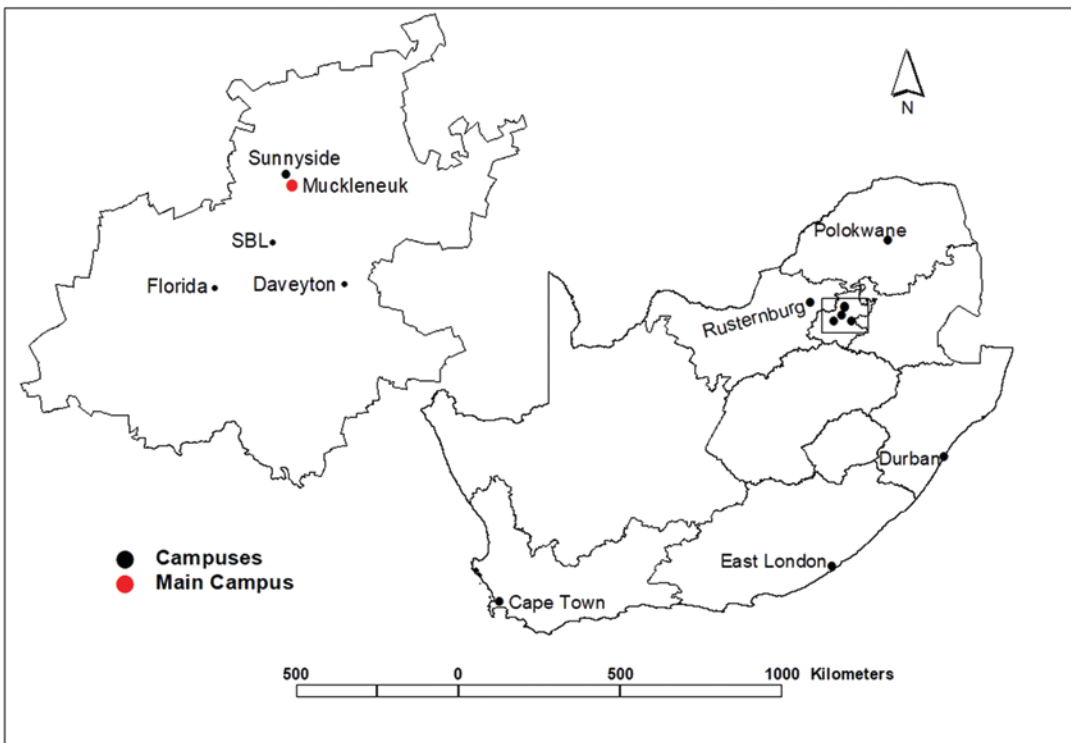 N
Sunnyside
Muckleneuk
SBL
Florida
Daveyton
Polokwane
Rusternburg
Durban
East London
Cape Town
Campuses
Main Campus
500 0 500 1000 Kilometers